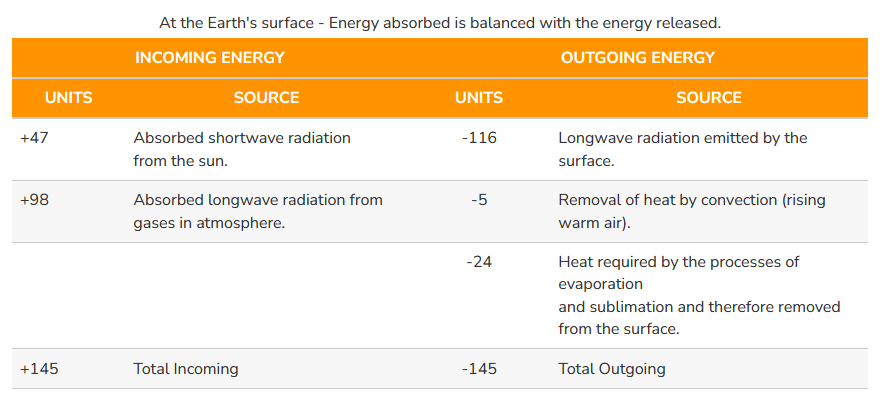 At the Earth's surface - Energy absorbed is balanced with the energy released.
INCOMING ENERGY OUTGOING ENERGY
UNITS SOURCE UNITS SOURCE
+47 Absorbed shortwave radiation -116 Longwave radiation emitted by the
from the sun. surface.
+98 Absorbed longwave radiation from -5 Removal of heat by convection (rising
gases in atmosphere. warm air).
-24 Heat required by the processes of
evaporation
and sublimation and therefore removed
from the surface.
+145 Total Incoming -145 Total Outgoing